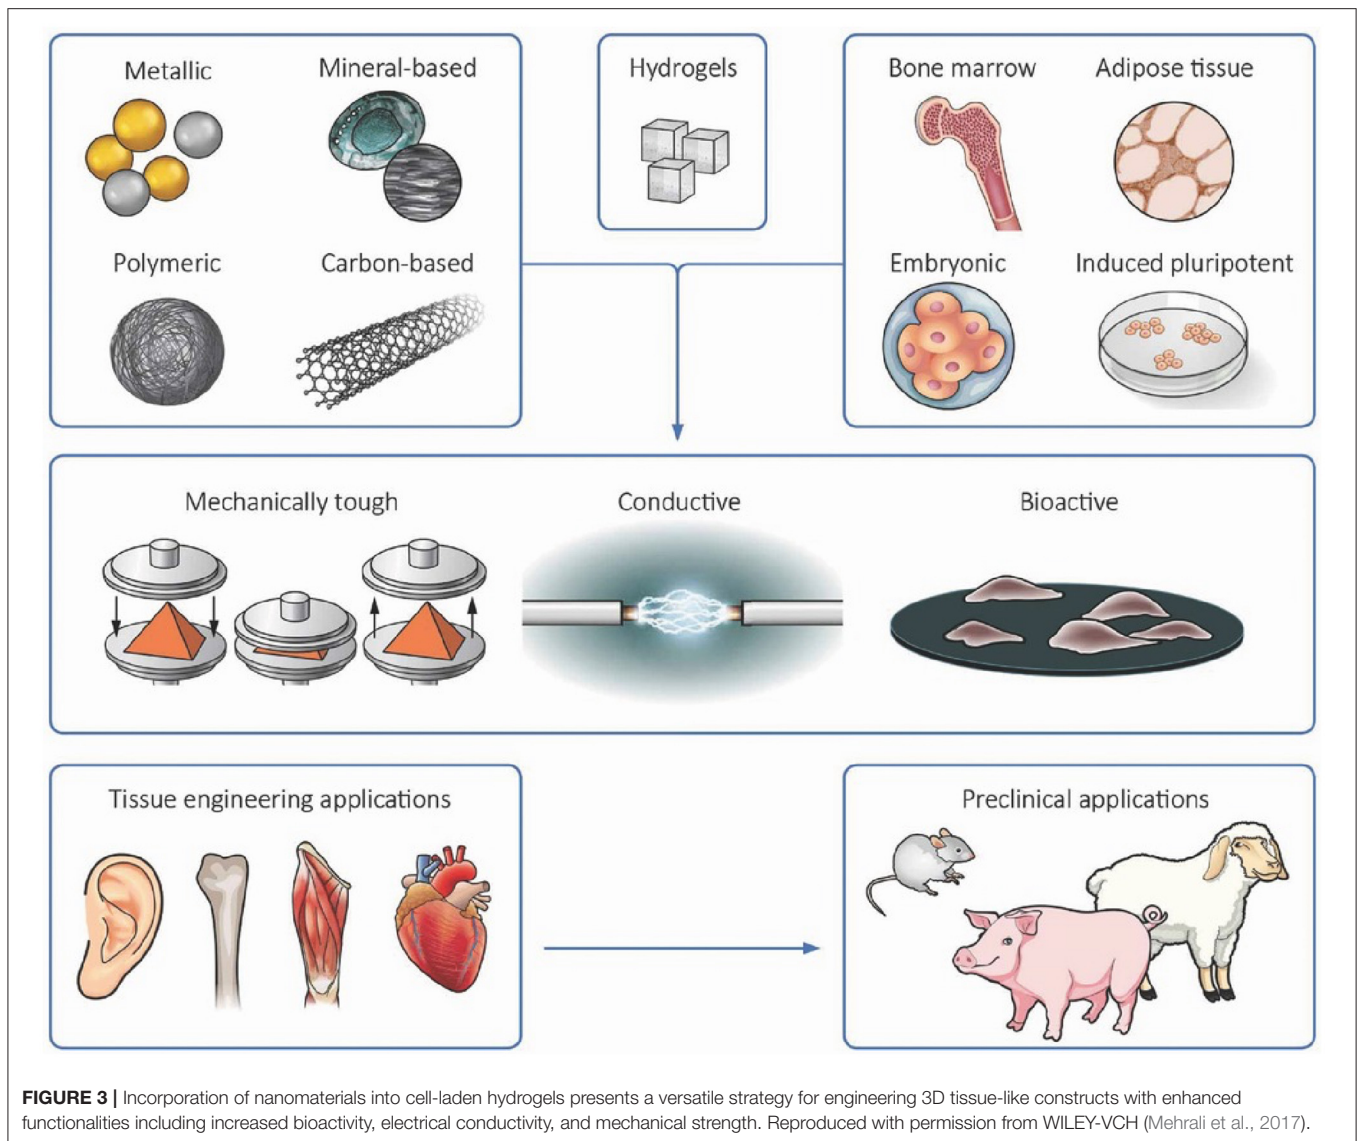 Metallic
Mineral-based
Polymeric
Carbon-based
Hydrogels
Bone marrow
Adipose tissue
Embryonic
Induced pluripotent
Mechanically tough
Conductive
Bioactive
Tissue engineering applications
Preclinical applications
FIGURE 3 | Incorporation of nanomaterials into cell-laden hydrogels presents a versatile strategy for engineering 3D tissue-like constructs with enhanced
functionalities including increased bioactivity, electrical conductivity, and mechanical strength. Reproduced with permission from WILEY-VCH (Mehrali et al., 2017).